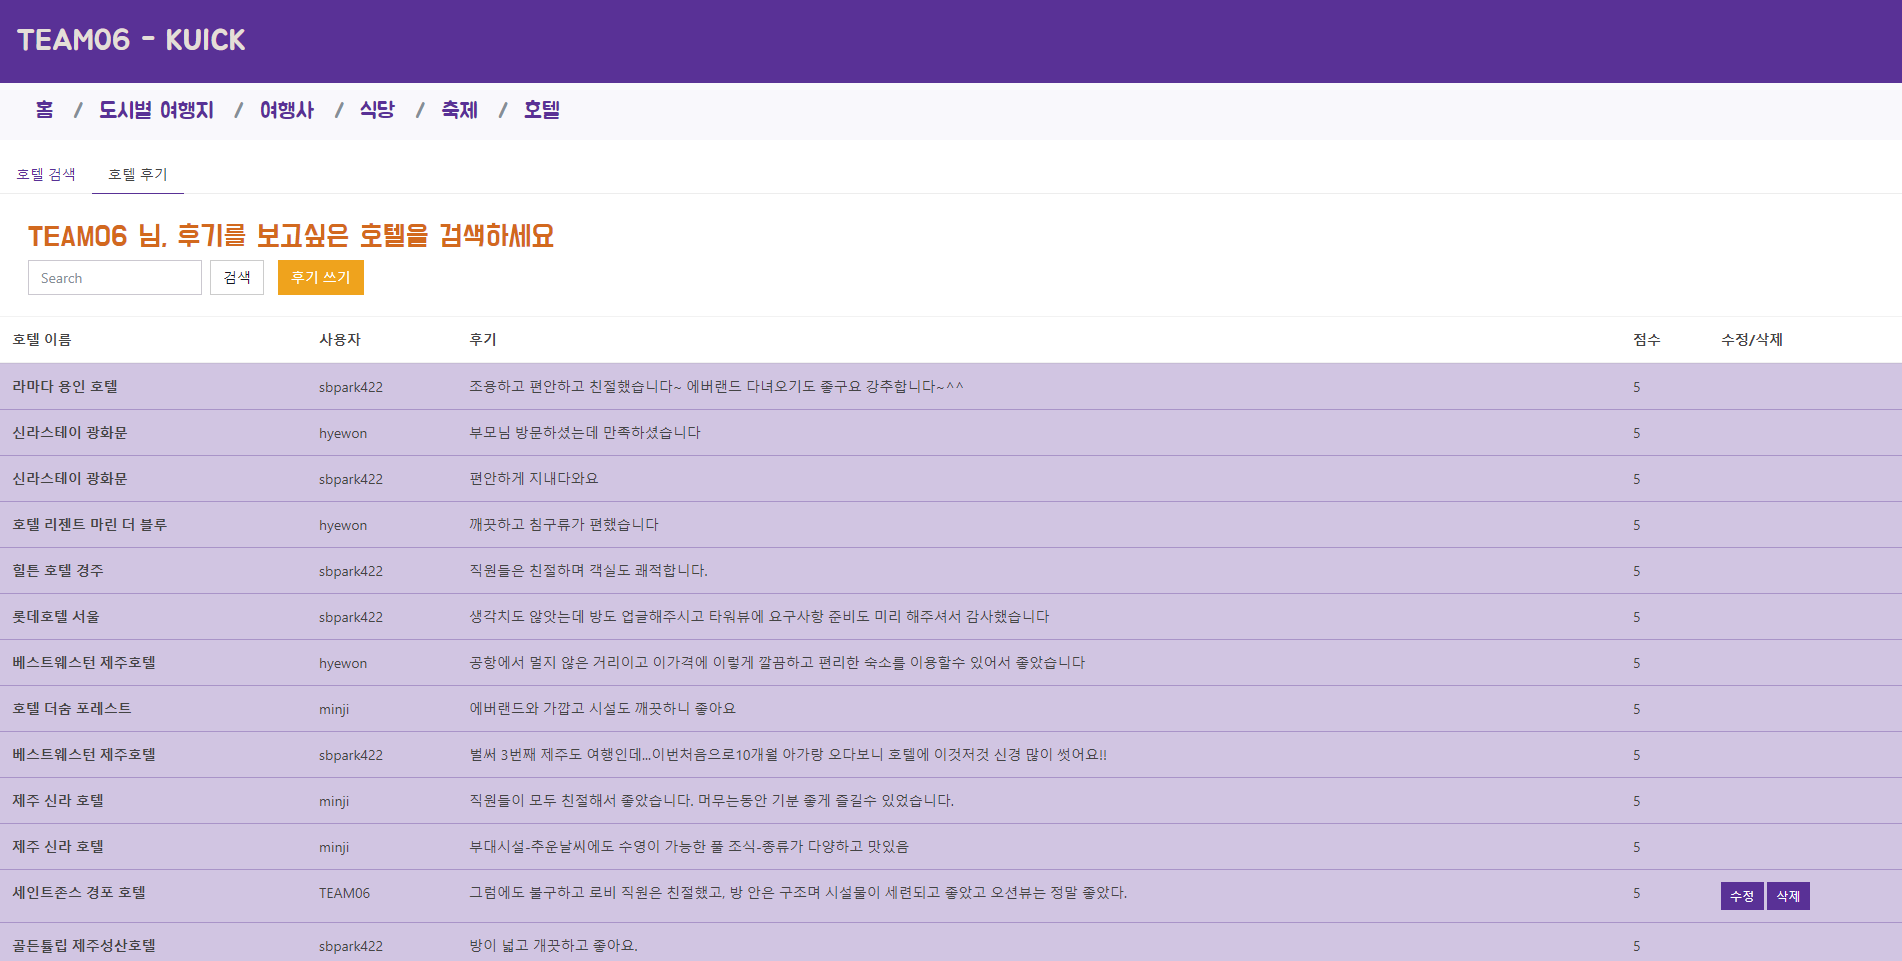 TEAM06 - KUICK
홈 / 도시별 여행지 / 여행사 / 식당 / 축제 / 호텔
호텔 검색 호텔 후기
TEAM06 님, 후기를 보고싶은 호텔을 검색하세요
Search 검색 후기 쓰기
호텔 이름 사용자 후기 점수 수정/삭제
라마다 용인 호텔 sbpark422 조용하고 편안하고 친절했습니다~ 에버랜드 다녀오기도 좋구요 강추합니다~^^ 5
신라스테이 광화문 hyewon 부모님 방문하셨는데 만족하셨습니다 5
신라스테이 광화문 sbpark422 편안하게 지내다와요 5
호텔 리젠트 마린 더 블루 hyewon 깨끗하고 침구류가 편했습니다 5
힐튼 호텔 경주 sbpark422 직원들은 친절하며 객실도 쾌적합니다. 5
롯데호텔 서울 sbpark422 생각치도 않앗는데 방도 업글해주시고 타워뷰에 요구사항 준비도 미리 해주셔서 감사했습니다 5
베스트웨스턴 제주호텔 hyewon 공항에서 멀지 않은 거리이고 이가격에 이렇게 깔끔하고 편리한 숙소를 이용할수 있어서 좋았습니다 5
호텔 더숨 포레스트 minji 에버랜드와 가깝고 시설도 깨끗하니 좋아요 5
베스트웨스턴 제주호텔 sbpark422 벌써 3번째 제주도 여행인데...이번처음으로10개월 아가랑 오다보니 호텔에 이것저것 신경 많이 썻어요!! 5
제주 신라 호텔 minji 직원들이 모두 친절해서 좋았습니다. 머무는동안 기분 좋게 즐길수 있었습니다. 5
제주 신라 호텔 minji 부대시설-추운날씨에도 수영이 가능한 풀 조식-종류가 다양하고 맛있음 5
세인트존스 경포 호텔 TEAM06 그럼에도 불구하고 로비 직원은 친절했고, 방 안은 구조며 시설물이 세련되고 좋았고 오션뷰는 정말 좋았다. 5 수정 삭제
골든튤립 제주성산호텔 sbpark422 방이 넓고 개끗하고 좋아요. 5